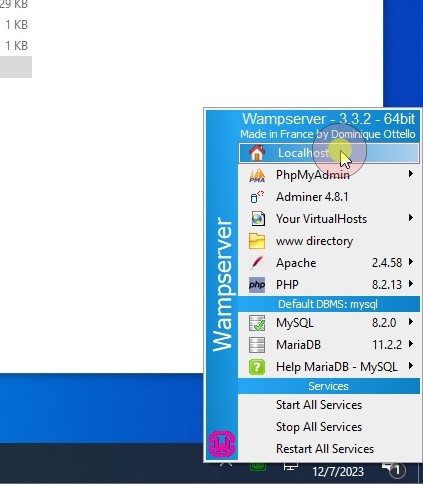 29 KB
1 KB
1 KB
Wampserver - 3.3.2 - 64bit
Made in France by Dominique Ottello
Localhost
PhpMyAdmin
Adminer 4.8.1
Your VirtualHosts
www directory
Apache 2.4.58
PHP 8.2.13
Default DBMS: mysql
MySQL 8.2.0
MariaDB 11.2.2
Help MariaDB - MySQL
Services
Start All Services
Stop All Services
Restart All Services
Wampserver
PMA
php
12/7/2023
1